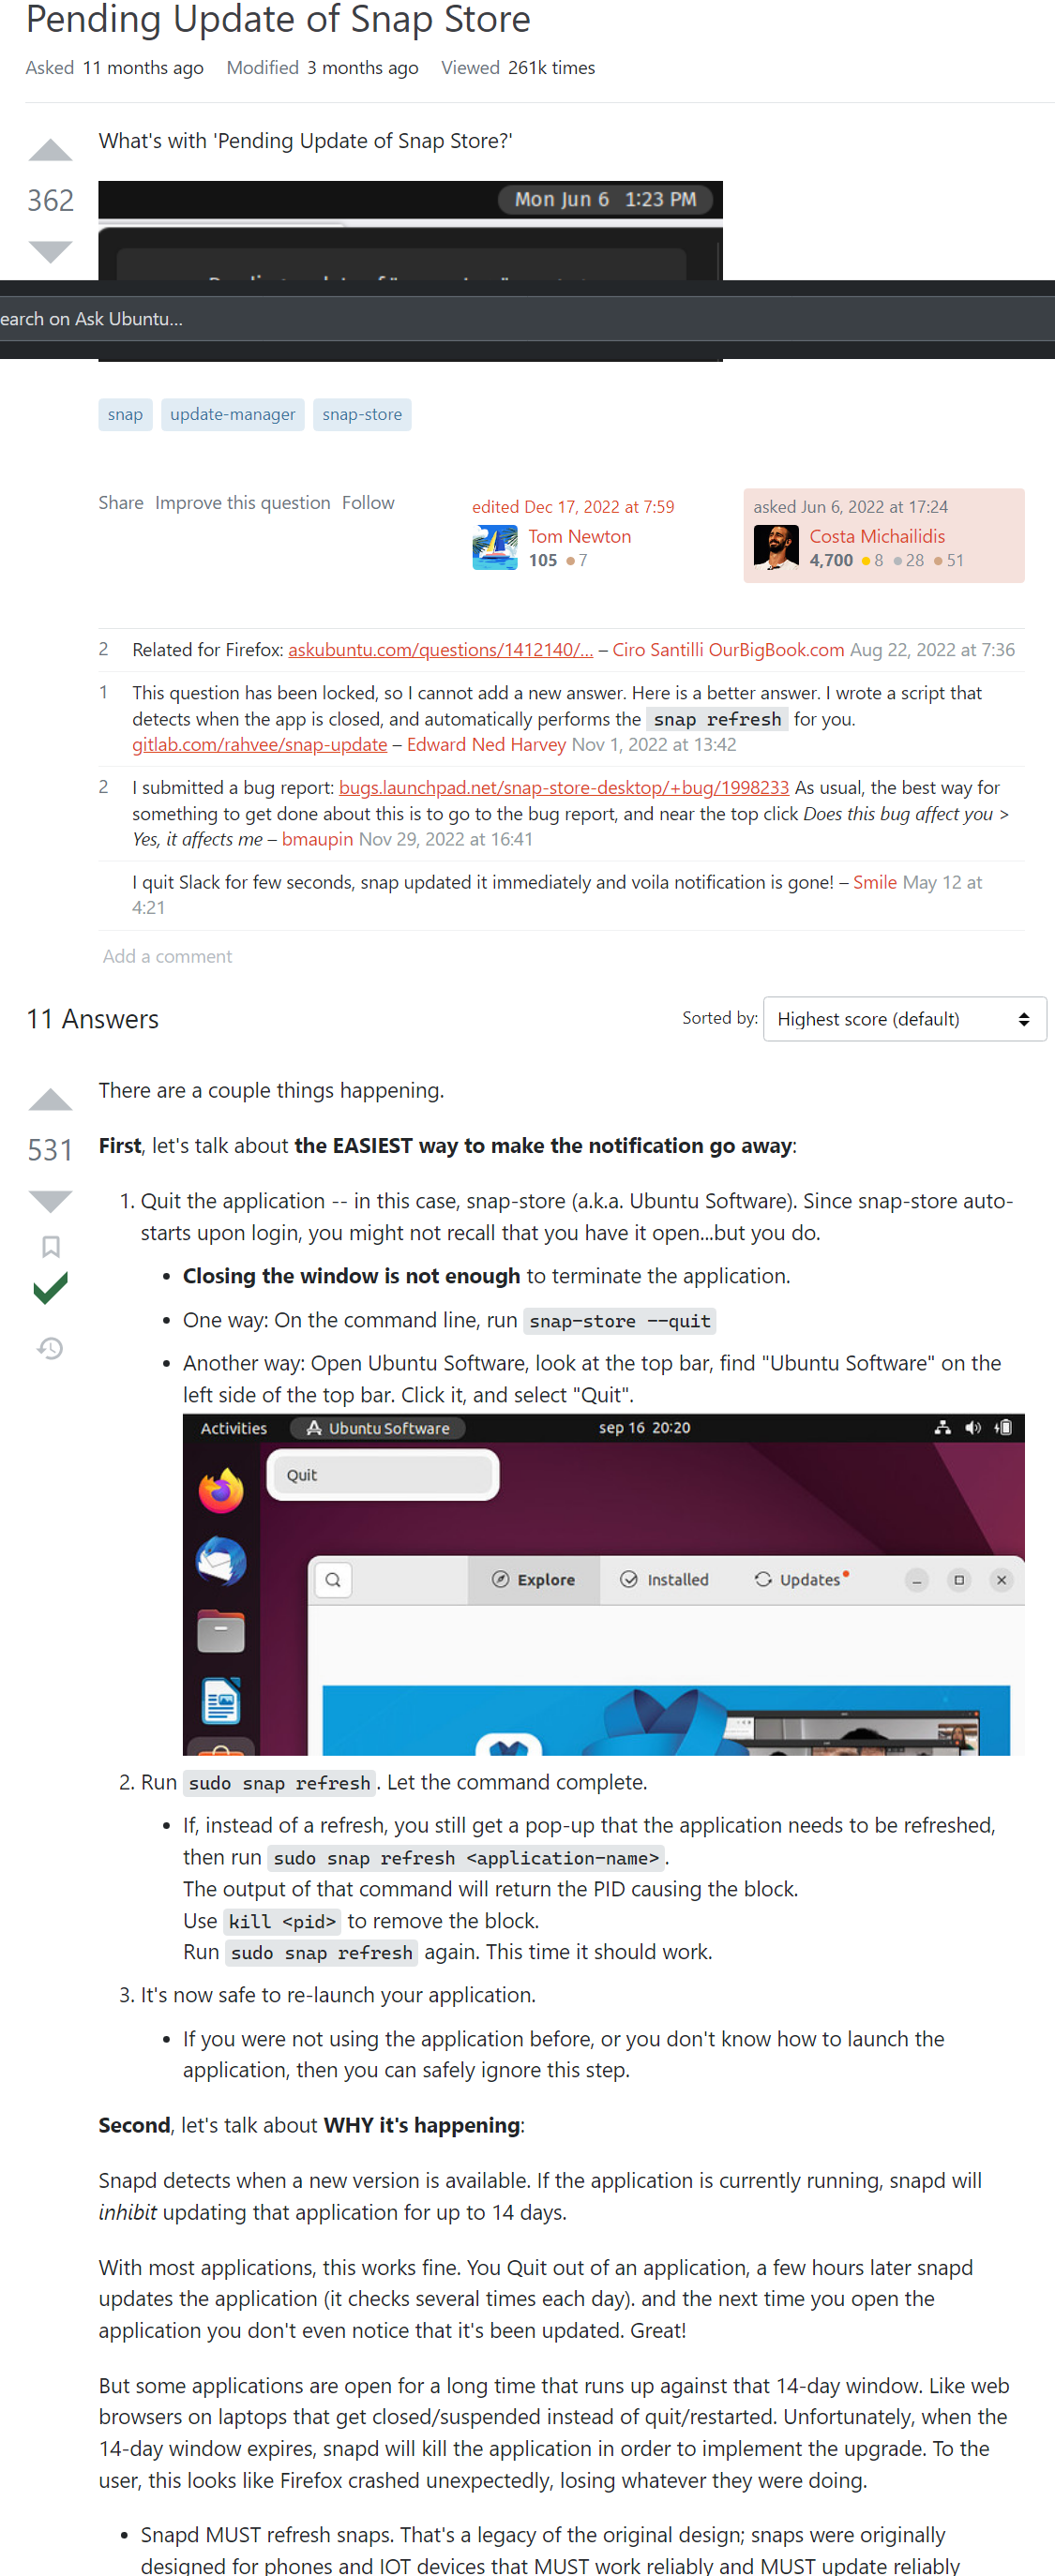 Pending Update of Snap Store
Asked 11 months ago Modified 3 months ago Viewed 261k times
What's with 'Pending Update of Snap Store?'
362
Mon Jun 6 1:23 PM
earch on Ask Ubuntu...
snap update-manager snap-store
Share Improve this question Follow
edited Dec 17, 2022 at 7:59
Tom Newton
105 7
asked Jun 6, 2022 at 17:24
Costa Michailidis
4,700 8 28 51
2 Related for Firefox: askubuntu.com/questions/1412140/... – Ciro Santilli OurBigBook.com Aug 22, 2022 at 7:36
1 This question has been locked, so I cannot add a new answer. Here is a better answer. I wrote a script that
detects when the app is closed, and automatically performs the snap refresh for you.
gitlab.com/rahvee/snap-update – Edward Ned Harvey Nov 1, 2022 at 13:42
2 I submitted a bug report: bugs.launchpad.net/snap-store-desktop/+bug/1998233 As usual, the best way for
something to get done about this is to go to the bug report, and near the top click Does this bug affect you >
Yes, it affects me – bmaupin Nov 29, 2022 at 16:41
I quit Slack for few seconds, snap updated it immediately and voila notification is gone! – Smile May 12 at
4:21
Add a comment
11 Answers
Sorted by: Highest score (default)
There are a couple things happening.
531
First, let's talk about the EASIEST way to make the notification go away:
1. Quit the application -- in this case, snap-store (a.k.a. Ubuntu Software). Since snap-store auto-
starts upon login, you might not recall that you have it open...but you do.
• Closing the window is not enough to terminate the application.
• One way: On the command line, run snap-store --quit
• Another way: Open Ubuntu Software, look at the top bar, find "Ubuntu Software" on the
left side of the top bar. Click it, and select "Quit".
Activities Ubuntu Software sep 16 20:20
Quit
Explore Installed Updates
2. Run sudo snap refresh. Let the command complete.
• If, instead of a refresh, you still get a pop-up that the application needs to be refreshed,
then run sudo snap refresh <application-name>.
The output of that command will return the PID causing the block.
Use kill <pid> to remove the block.
Run sudo snap refresh again. This time it should work.
3. It's now safe to re-launch your application.
• If you were not using the application before, or you don't know how to launch the
application, then you can safely ignore this step.
Second, let's talk about WHY it's happening:
Snapd detects when a new version is available. If the application is currently running, snapd will
inhibit updating that application for up to 14 days.
With most applications, this works fine. You Quit out of an application, a few hours later snapd
updates the application (it checks several times each day). and the next time you open the
application you don't even notice that it's been updated. Great!
But some applications are open for a long time that runs up against that 14-day window. Like web
browsers on laptops that get closed/suspended instead of quit/restarted. Unfortunately, when the
14-day window expires, snapd will kill the application in order to implement the upgrade. To the
user, this looks like Firefox crashed unexpectedly, losing whatever they were doing.
• Snapd MUST refresh snaps. That's a legacy of the original design; snaps were originally
designed for phones and IOT devices that MUST work reliably and MUST update reliably